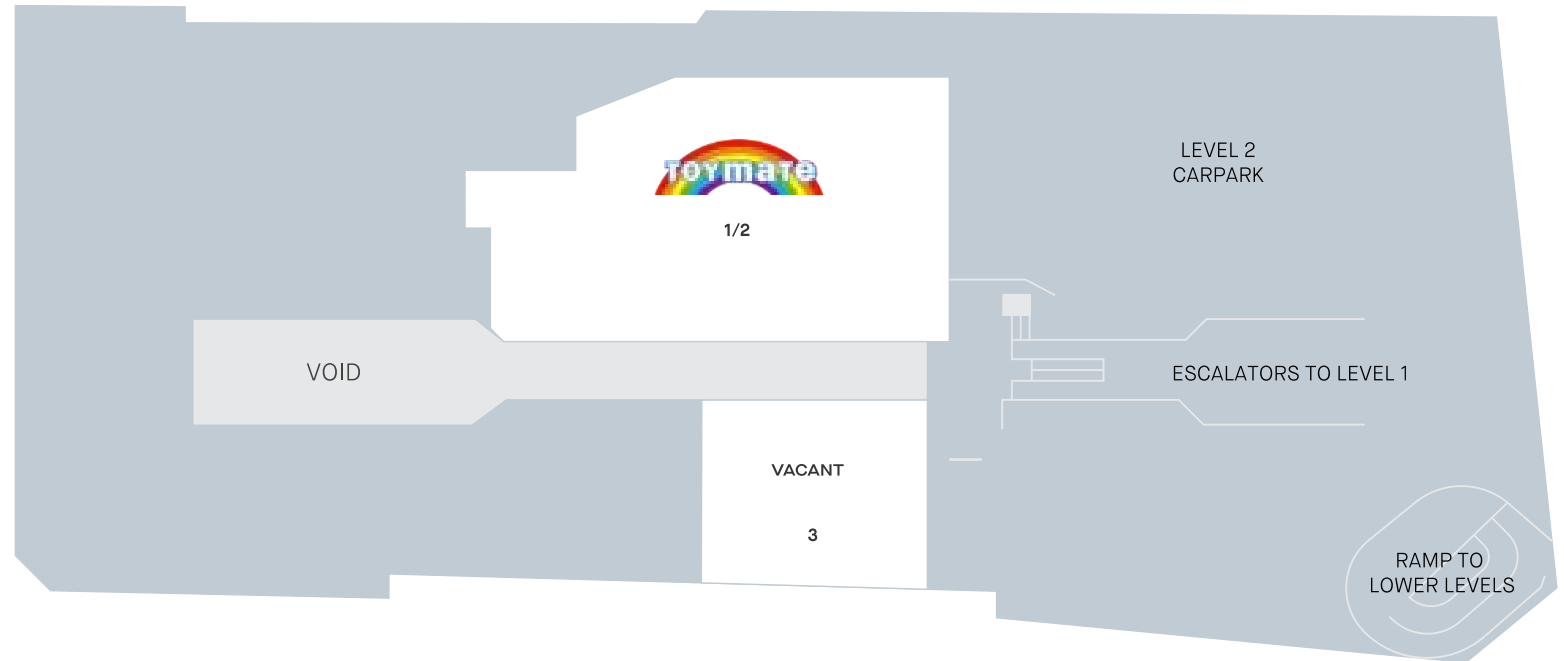 TOYmaTe
1/2
LEVEL 2
CARPARK
VOID
ESCALATORS TO LEVEL 1
VACANT
3
RAMP TO
LOWER LEVELS